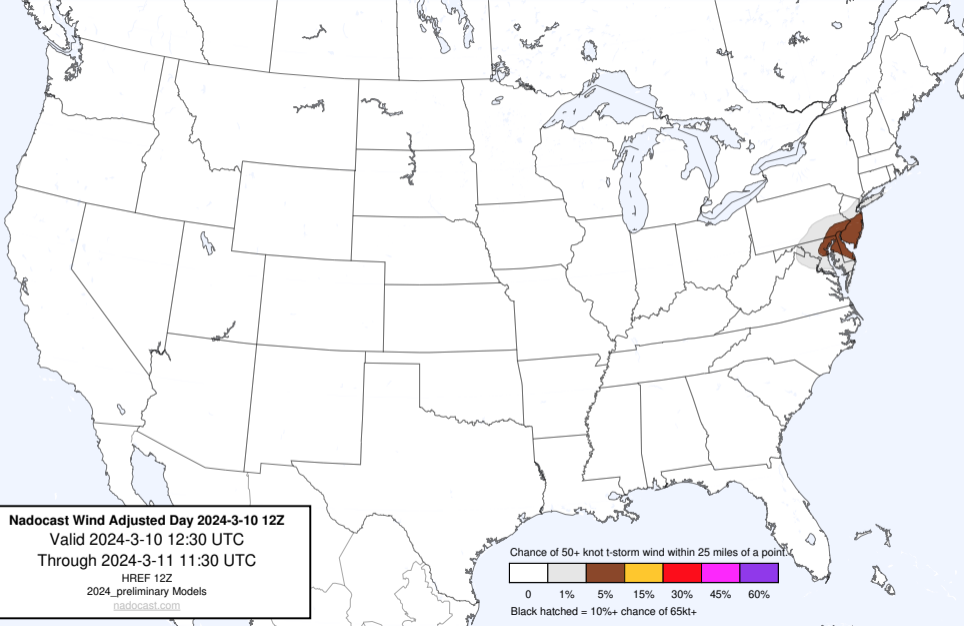 Nadocast Wind Adjusted Day 2024-3-10 12Z
Valid 2024-3-10 12:30 UTC
Through 2024-3-11 11:30 UTC
HREF 12Z
2024_preliminary Models
nadocast.com
Chance of 50+ knot t-storm wind within 25 miles of a point.
0 1% 5% 15% 30% 45% 60%
Black hatched = 10%+ chance of 65kt+